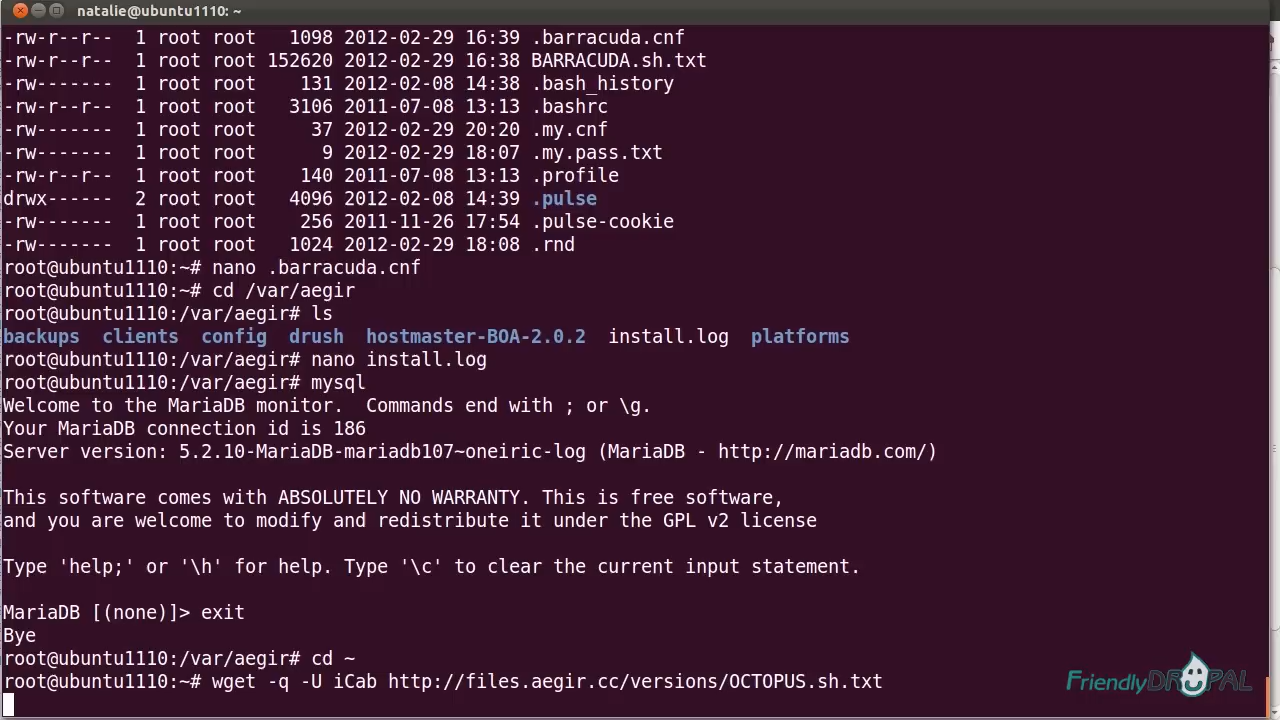 natalie@ubuntu1110: ~
-rw-r--r--  1 root root   1098 2012-02-29 16:39 .barracuda.cnf
-rw-r--r--  1 root root 152620 2012-02-29 16:38 BARRACUDA.sh.txt
-rw-------  1 root root    131 2012-02-08 14:38 .bash_history
-rw-r--r--  1 root root   3106 2011-07-08 13:13 .bashrc
-rw-------  1 root root     37 2012-02-29 20:20 .my.cnf
-rw-------  1 root root      9 2012-02-29 18:07 .my.pass.txt
-rw-r--r--  1 root root    140 2011-07-08 13:13 .profile
drwx------  2 root root   4096 2012-02-08 14:39 .pulse
-rw-------  1 root root    256 2011-11-26 17:54 .pulse-cookie
-rw-------  1 root root   1024 2012-02-29 18:08 .rnd
root@ubuntu1110:~# nano .barracuda.cnf
root@ubuntu1110:~# cd /var/aegir
root@ubuntu1110:/var/aegir# ls
backups  clients  config  drush  hostmaster-BOA-2.0.2  install.log  platforms
root@ubuntu1110:/var/aegir# nano install.log
root@ubuntu1110:/var/aegir# mysql
Welcome to the MariaDB monitor.  Commands end with ; or \g.
Your MariaDB connection id is 186
Server version: 5.2.10-MariaDB-mariadb107~oneiric-log (MariaDB - http://mariadb.com/)
This software comes with ABSOLUTELY NO WARRANTY. This is free software,
and you are welcome to modify and redistribute it under the GPL v2 license
Type 'help;' or '\h' for help. Type '\c' to clear the current input statement.
MariaDB [(none)]> exit
Bye
root@ubuntu1110:/var/aegir# cd ~
root@ubuntu1110:~# wget -q -U iCab http://files.aegir.cc/versions/OCTOPUS.sh.txt
FriendlyDRUPAL